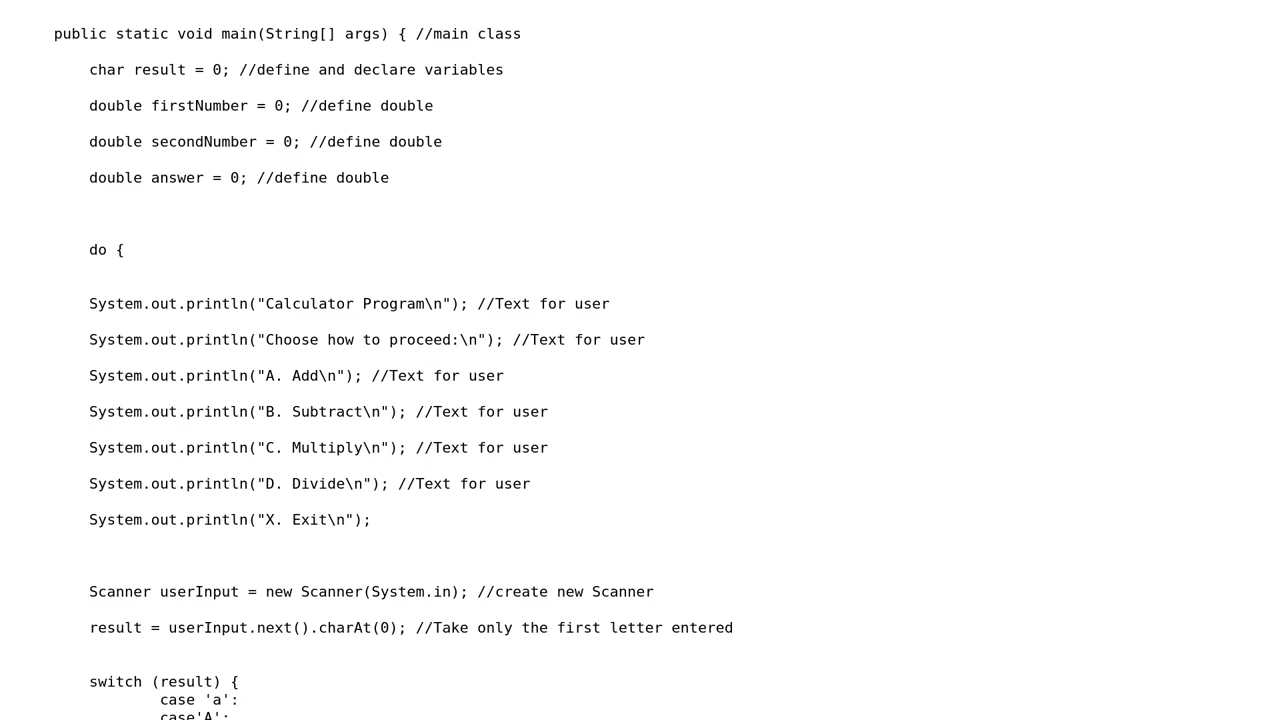 public static void main(String[] args) { //main class
char result = 0; //define and declare variables
double firstNumber = 0; //define double
double secondNumber = 0; //define double
double answer = 0; //define double
do {
System.out.println("Calculator Program\n"); //Text for user
System.out.println("Choose how to proceed:\n"); //Text for user
System.out.println("A. Add\n"); //Text for user
System.out.println("B. Subtract\n"); //Text for user
System.out.println("C. Multiply\n"); //Text for user
System.out.println("D. Divide\n"); //Text for user
System.out.println("X. Exit\n");
Scanner userInput = new Scanner(System.in); //create new Scanner
result = userInput.next().charAt(0); //Take only the first letter entered
switch (result) {
case 'a':
case'A':